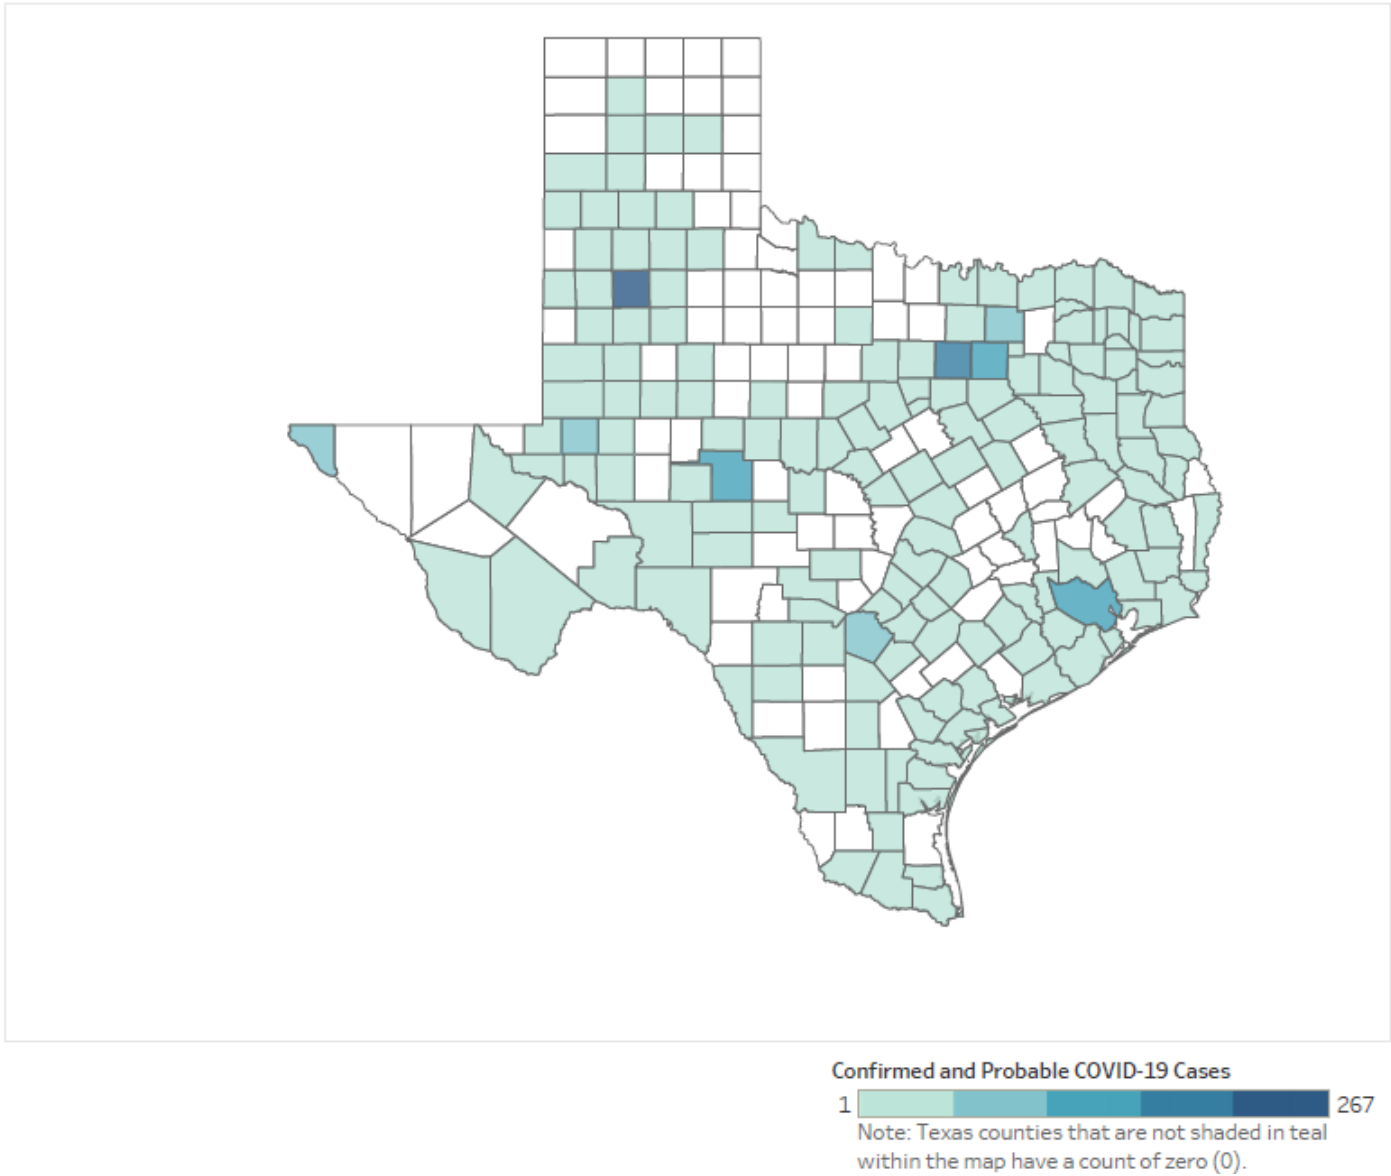 Confirmed and Probable COVID-19 Cases
1 267
Note: Texas counties that are not shaded in teal
within the map have a count of zero (0).